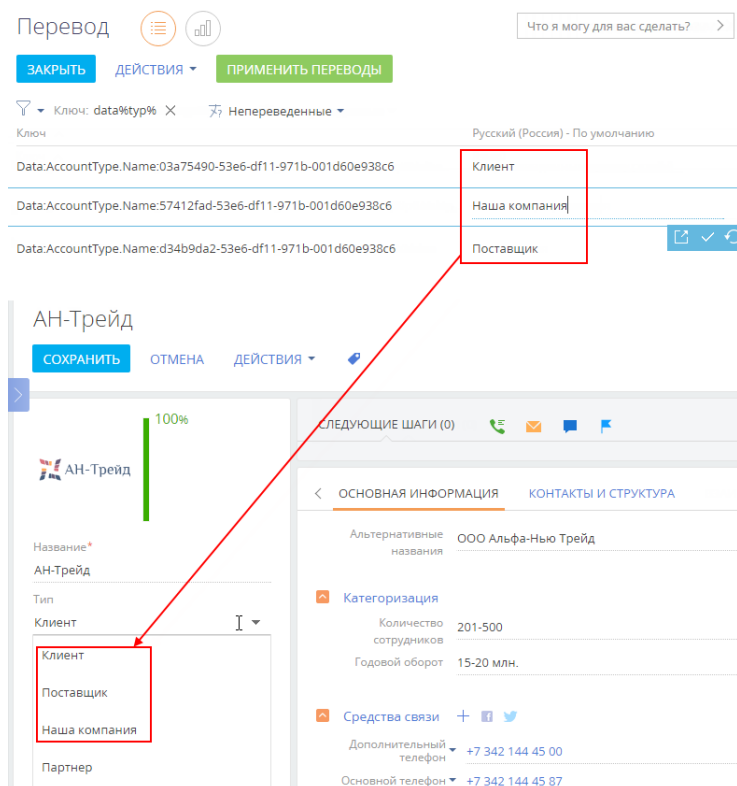 Перевод
Что я могу для вас сделать?
ЗАКРЫТЬ ДЕЙСТВИЯ ПРИМЕНИТЬ ПЕРЕВОДЫ
Ключ: data%typ% Непереведенные
Ключ Русский (Россия) - По умолчанию
Data:AccountType.Name:03a75490-53e6-df11-971b-001d60e938c6 Клиент
Data:AccountType.Name:57412fad-53e6-df11-971b-001d60e938c6 Наша компания
Data:AccountType.Name:d34b9da2-53e6-df11-971b-001d60e938c6 Поставщик
АН-Трейд
СОХРАНИТЬ ОТМЕНА ДЕЙСТВИЯ
100%
АН-Трейд
Название*
АН-Трейд
Тип
Клиент
Клиент
Поставщик
Наша компания
Партнер
СЛЕДУЮЩИЕ ШАГИ (0)
ОСНОВНАЯ ИНФОРМАЦИЯ КОНТАКТЫ И СТРУКТУРА
Альтернативные
названия
ООО Альфа-Нью Трейд
Категоризация
Количество
сотрудников
201-500
Годовой оборот 15-20 млн.
Средства связи
Дополнительный
телефон
+7 342 144 45 00
Основной телефон +7 342 144 45 87